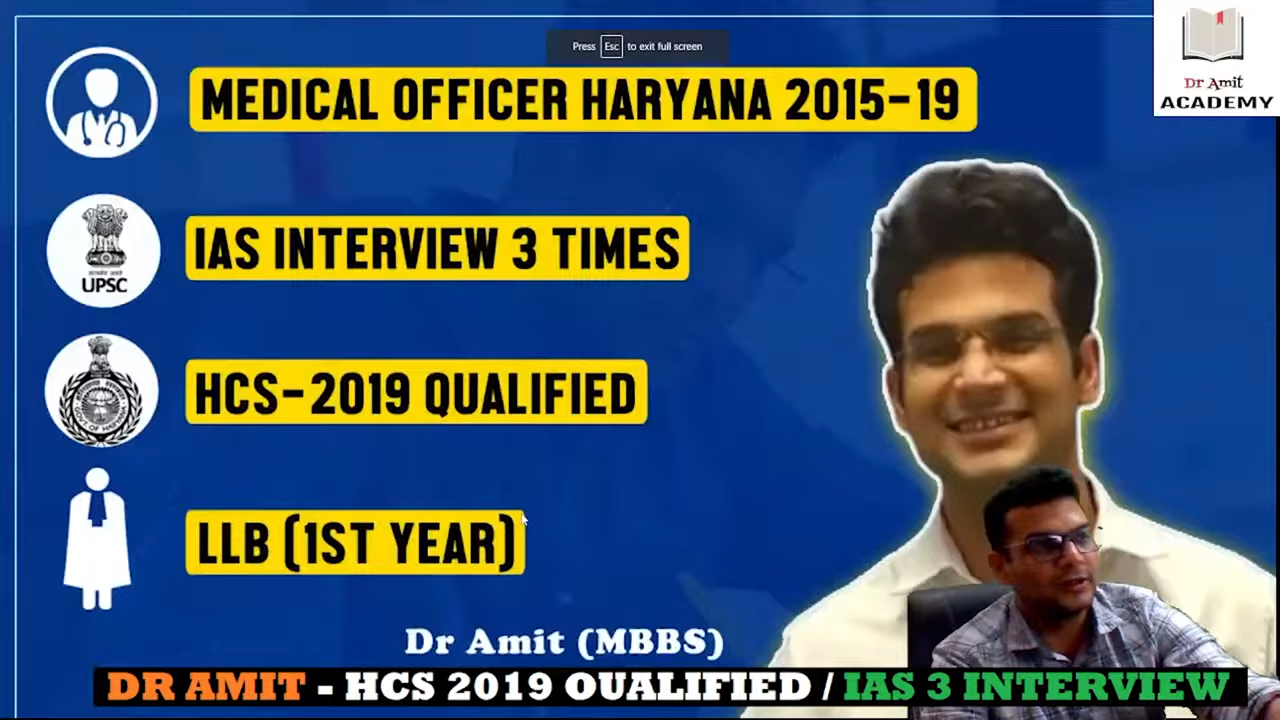 Press Esc to exit full screen
Dr Amit
ACADEMY
MEDICAL OFFICER HARYANA 2015-19
IAS INTERVIEW 3 TIMES
UPSC
HCS-2019 QUALIFIED
LLB (1ST YEAR)
Dr Amit (MBBS)
DR AMIT - HCS 2019 QUALIFIED / IAS 3 INTERVIEW